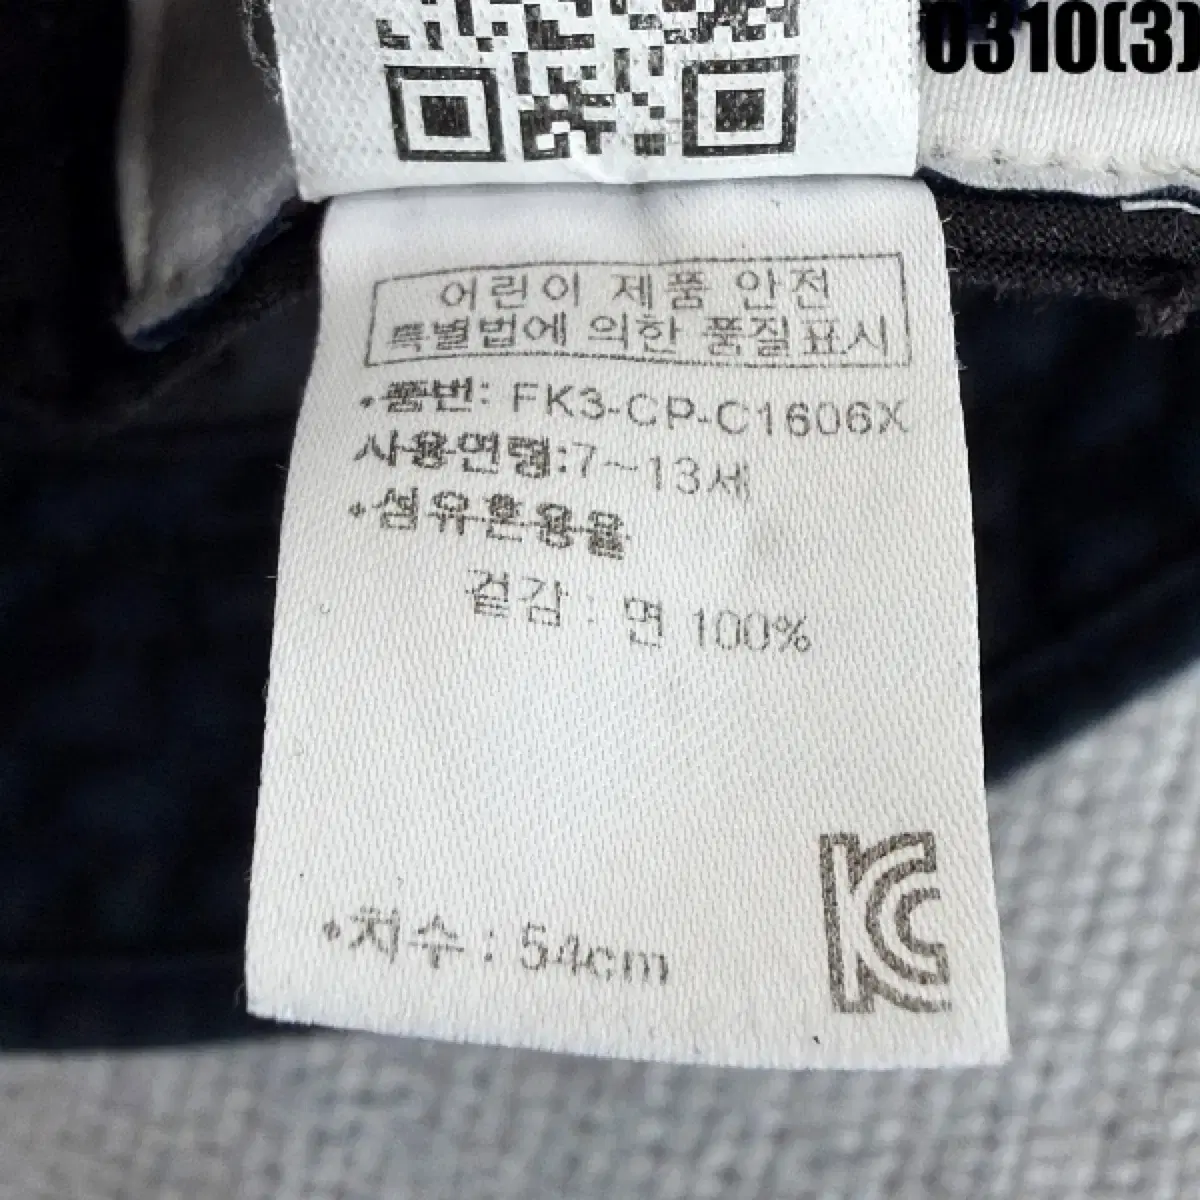 0310(3)
어린이 제품 안전
특별법에 의한 품질표시
•품번: FK3-CP-C1606X
사용연령:7~13세
•섬유혼용율
겉감 : 면 100%
•치수 : 54cm
KC